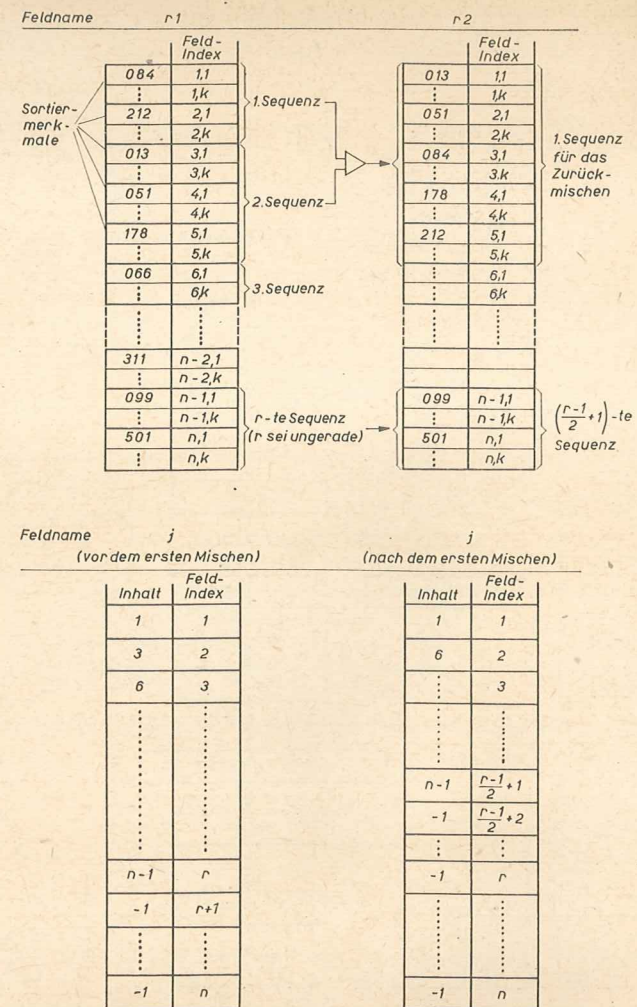 Feldname r1 r2
Feld- Feld-
Index Index
084 1,1 013 1,1
⋮ 1,k ⋮ 1,k
212 2,1 051 2,1
⋮ 2,k ⋮ 2,k
013 3,1 084 3,1
⋮ 3,k ⋮ 3.k
051 4,1 178 4,1
⋮ 4,k ⋮ 4,k
178 5,1 212 5,1
⋮ 5,k ⋮ 5,k
066 6,1 ⋮ 6,1
⋮ 6,k ⋮ 6,k
311 n-2,1
⋮ n-2,k
099 n-1,1 099 n-1,1
⋮ n-1,k ⋮ n-1,k
501 n,1 501 n,1
⋮ n,k ⋮ n,k
Sortier-
merk-
male
1.Sequenz
2.Sequenz
3.Sequenz
r-te Sequenz
(r sei ungerade)
1.Sequenz
für das
Zurück-
mischen
(r-1/2 +1)-te
Sequenz
Feldname j j
(vor dem ersten Mischen) (nach dem ersten Mischen)
Feld- Feld-
Inhalt Index Inhalt Index
1 1 1 1
3 2 6 2
6 3 ⋮ 3
n-1 r-1/2 +1
-1 r-1/2 +2
⋮ ⋮
n-1 r -1 r
-1 r+1
⋮ ⋮ ⋮ ⋮
-1 n -1 n